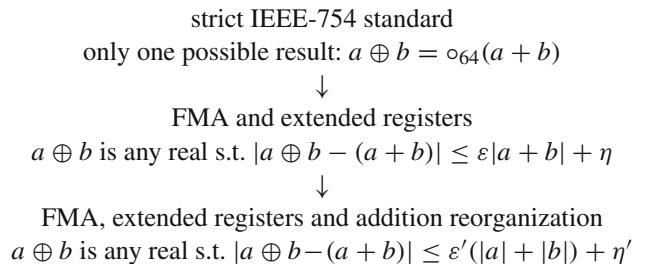 strict IEEE-754 standard
only one possible result: a ⊕ b = ∘₆₄(a + b)
↓
FMA and extended registers
a ⊕ b is any real s.t. |a ⊕ b − (a + b)| ≤ ε|a + b| + η
↓
FMA, extended registers and addition reorganization
a ⊕ b is any real s.t. |a ⊕ b−(a + b)| ≤ ε′(|a| + |b|) + η′